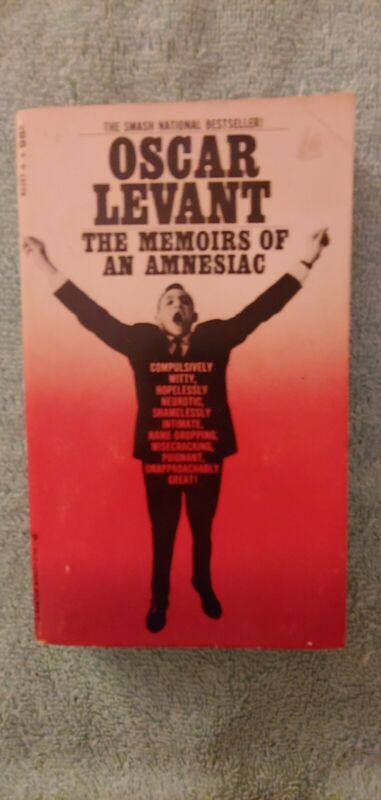 THE SMASH NATIONAL BESTSELLER!
OSCAR
LEVANT
THE MEMOIRS OF
AN AMNESIAC
COMPULSIVELY
WITTY,
HOPELESSLY
NEUROTIC,
SHAMELESSLY
INTIMATE,
NAME-DROPPING,
WISECRACKING,
POIGNANT,
UNAPPROACHABLY
GREAT!